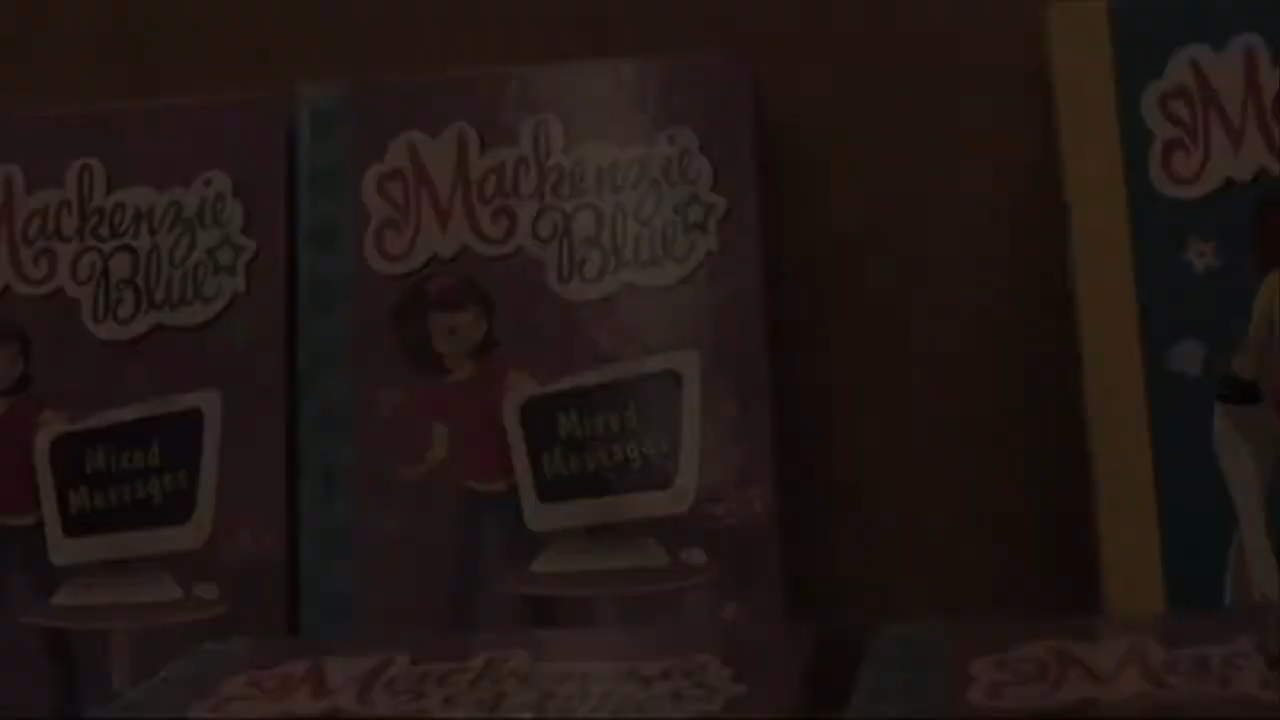 Mackenzie
Blue
Mixed
Messages
Mackenzie
Blue
Mixed
Messages